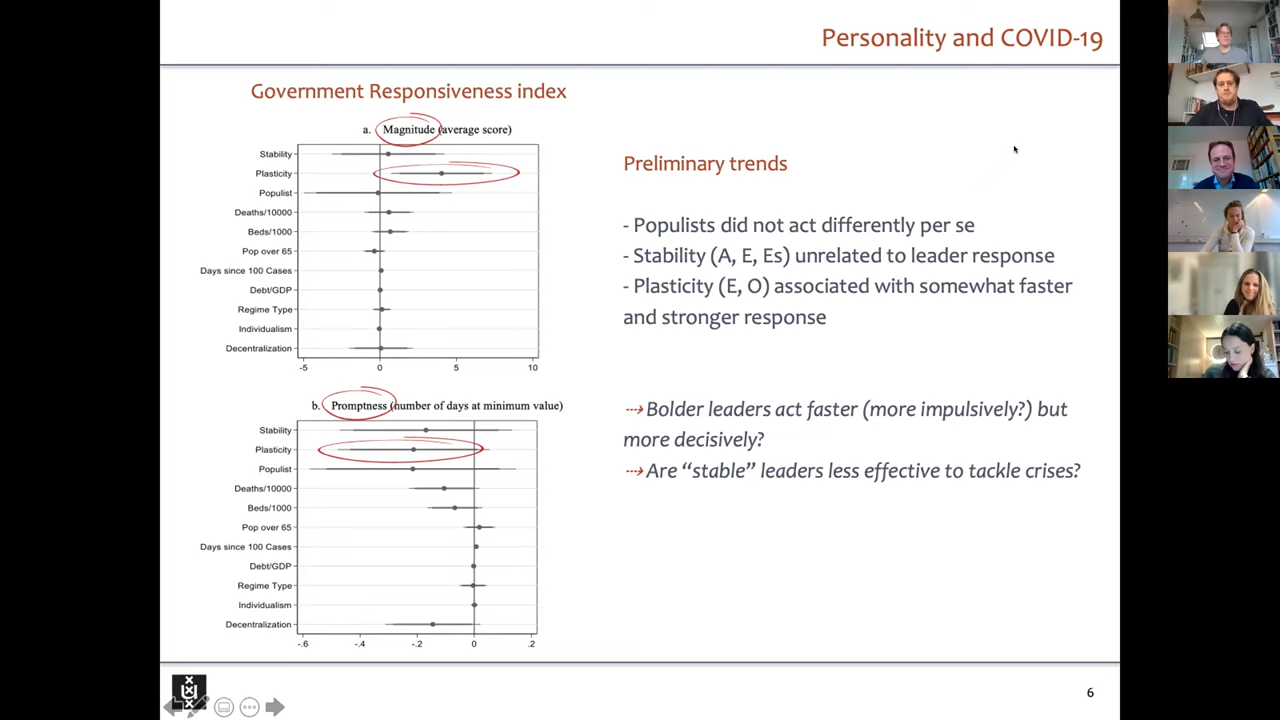 Personality and COVID-19
Government Responsiveness index
a. Magnitude (average score)
Stability
Plasticity
Populist
Deaths/10000
Beds/1000
Pop over 65
Days since 100 Cases
Debt/GDP
Regime Type
Individualism
Decentralization
-5 0 5 10
b. Promptness (number of days at minimum value)
Stability
Plasticity
Populist
Deaths/10000
Beds/1000
Pop over 65
Days since 100 Cases
Debt/GDP
Regime Type
Individualism
Decentralization
-.6 -.4 -.2 0 .2
Preliminary trends
- Populists did not act differently per se
- Stability (A, E, Es) unrelated to leader response
- Plasticity (E, O) associated with somewhat faster
and stronger response
⇢ Bolder leaders act faster (more impulsively?) but
more decisively?
⇢ Are “stable” leaders less effective to tackle crises?
6